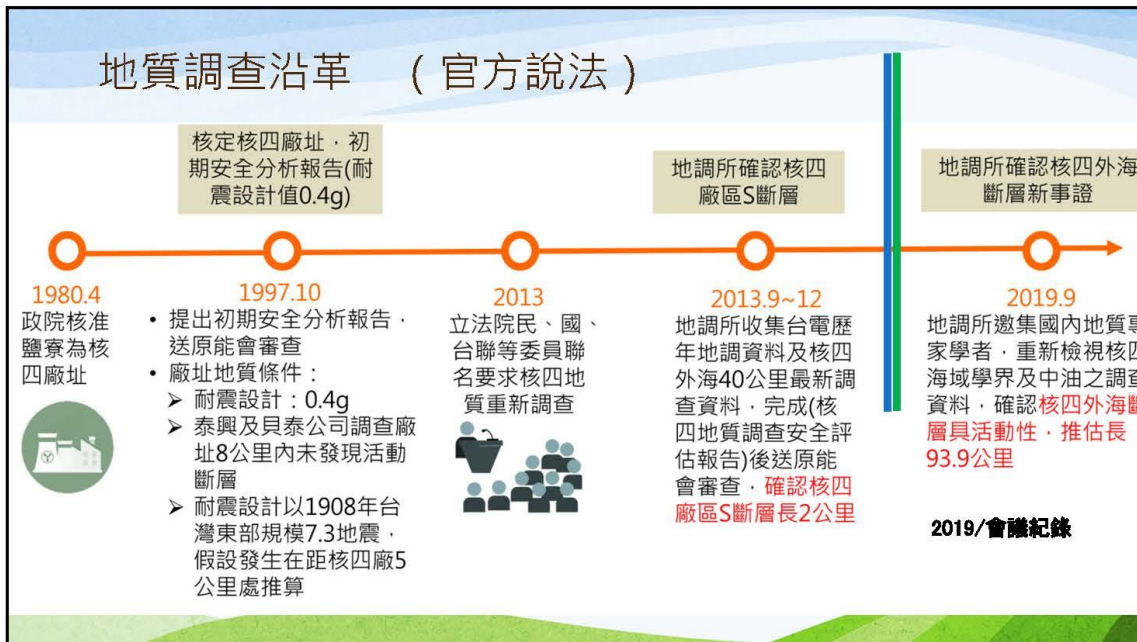 地質調查沿革 （官方說法）
核定核四廠址，初
期安全分析報告(耐
震設計值0.4g)
地調所確認核四
廠區S斷層
地調所確認核四外海
斷層新事證
1980.4
政院核准
鹽寮為核
四廠址
1997.10
• 提出初期安全分析報告，
送原能會審查
• 廠址地質條件：
➤ 耐震設計：0.4g
➤ 泰興及貝泰公司調查廠
址8公里內未發現活動
斷層
➤ 耐震設計以1908年台
灣東部規模7.3地震，
假設發生在距核四廠5
公里處推算
2013
立法院民、國、
台聯等委員聯
名要求核四地
質重新調查
2013.9~12
地調所收集台電歷
年地調資料及核四
外海40公里最新調
查資料，完成(核
四地質調查安全評
估報告)後送原能
會審查，確認核四
廠區S斷層長2公里
2019.9
地調所邀集國內地質專
家學者，重新檢視核四
海域學界及中油之調查
資料，確認核四外海斷
層具活動性，推估長
93.9公里
2019/會議紀錄